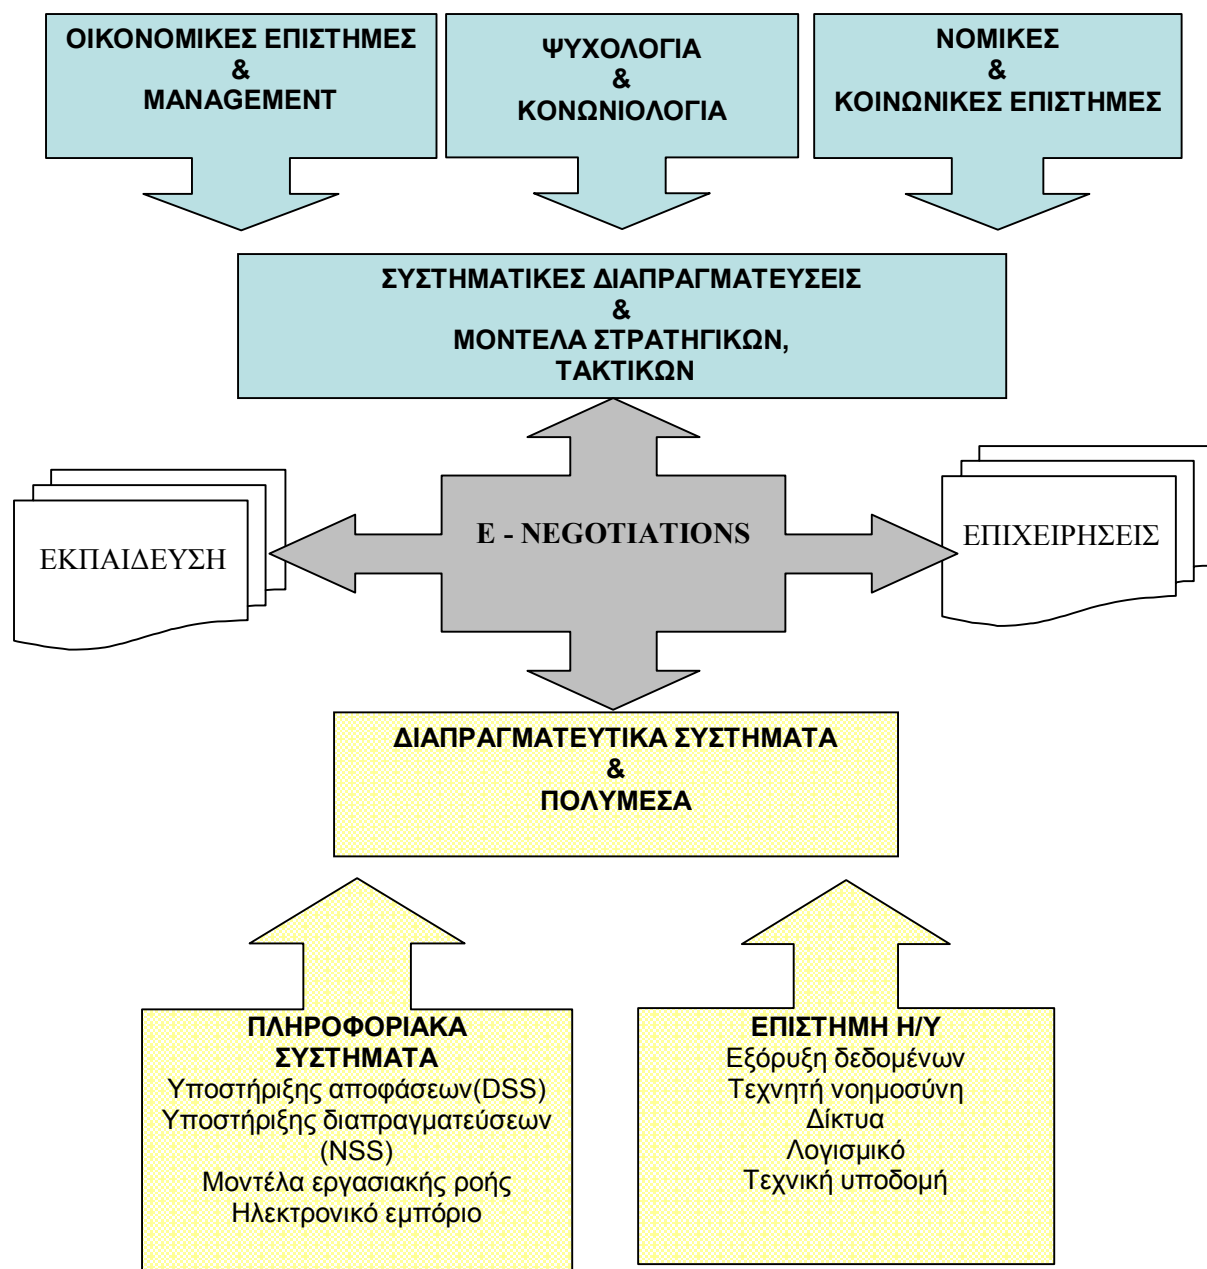 ΟΙΚΟΝΟΜΙΚΕΣ ΕΠΙΣΤΗΜΕΣ
&
MANAGEMENT
ΨΥΧΟΛΟΓΙΑ
&
ΚΟΝΩΝΙΟΛΟΓΙΑ
ΝΟΜΙΚΕΣ
&
ΚΟΙΝΩΝΙΚΕΣ ΕΠΙΣΤΗΜΕΣ
ΣΥΣΤΗΜΑΤΙΚΕΣ ΔΙΑΠΡΑΓΜΑΤΕΥΣΕΙΣ
&
ΜΟΝΤΕΛΑ ΣΤΡΑΤΗΓΙΚΩΝ,
ΤΑΚΤΙΚΩΝ
ΕΚΠΑΙΔΕΥΣΗ
E - NEGOTIATIONS
ΕΠΙΧΕΙΡΗΣΕΙΣ
ΔΙΑΠΡΑΓΜΑΤΕΥΤΙΚΑ ΣΥΣΤΗΜΑΤΑ
&
ΠΟΛΥΜΕΣΑ
ΠΛΗΡΟΦΟΡΙΑΚΑ
ΣΥΣΤΗΜΑΤΑ
Υποστήριξης αποφάσεων(DSS)
Υποστήριξης διαπραγματεύσεων
(NSS)
Μοντέλα εργασιακής ροής
Ηλεκτρονικό εμπόριο
ΕΠΙΣΤΗΜΗ Η/Υ
Εξόρυξη δεδομένων
Τεχνητή νοημοσύνη
Δίκτυα
Λογισμικό
Τεχνική υποδομή